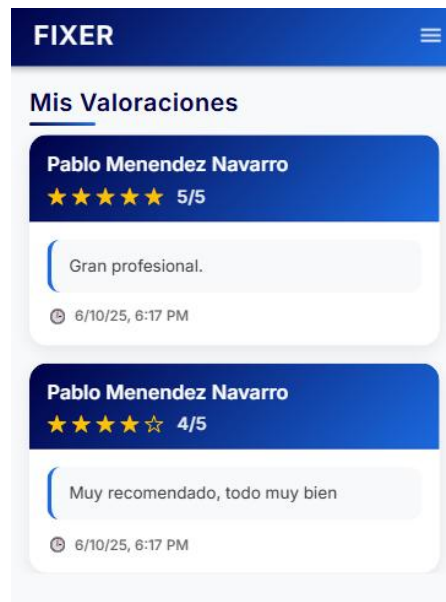 FIXER
Mis Valoraciones
Pablo Menendez Navarro
★★★★★ 5/5
Gran profesional.
6/10/25, 6:17 PM
Pablo Menendez Navarro
★★★★☆ 4/5
Muy recomendado, todo muy bien
6/10/25, 6:17 PM